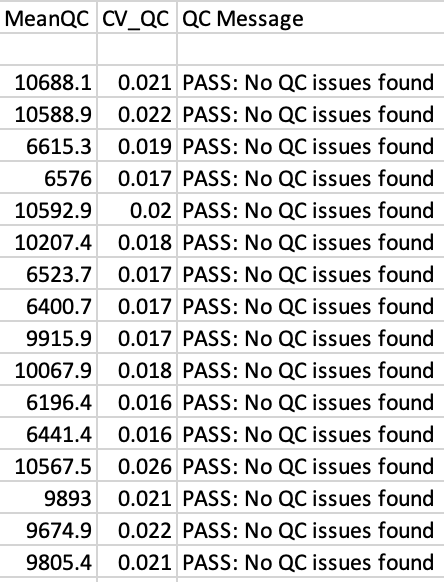 MeanQC CV_QC QC Message
10688.1 0.021 PASS: No QC issues found
10588.9 0.022 PASS: No QC issues found
6615.3 0.019 PASS: No QC issues found
6576 0.017 PASS: No QC issues found
10592.9 0.02 PASS: No QC issues found
10207.4 0.018 PASS: No QC issues found
6523.7 0.017 PASS: No QC issues found
6400.7 0.017 PASS: No QC issues found
9915.9 0.017 PASS: No QC issues found
10067.9 0.018 PASS: No QC issues found
6196.4 0.016 PASS: No QC issues found
6441.4 0.016 PASS: No QC issues found
10567.5 0.026 PASS: No QC issues found
9893 0.021 PASS: No QC issues found
9674.9 0.022 PASS: No QC issues found
9805.4 0.021 PASS: No QC issues found